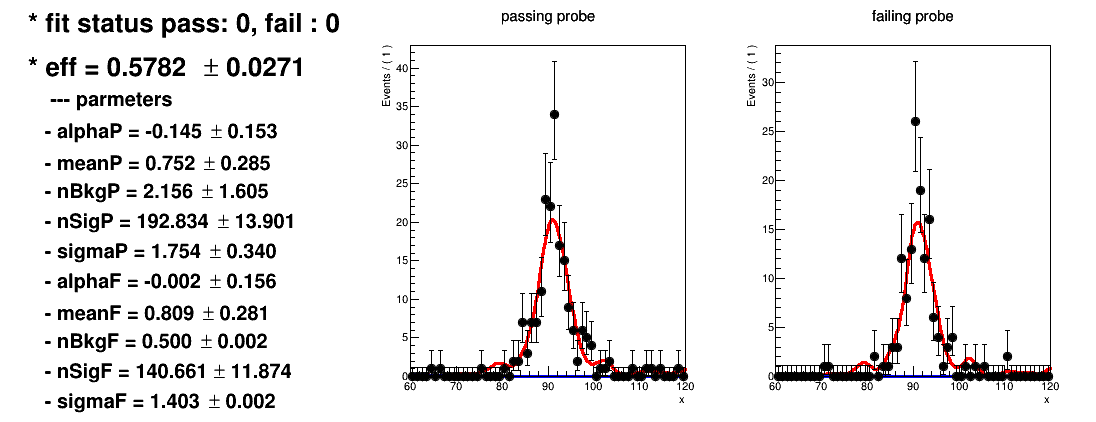 * fit status pass: 0, fail : 0
* eff = 0.5782 ± 0.0271
--- parmeters
- alphaP = -0.145 ± 0.153
- meanP = 0.752 ± 0.285
- nBkgP = 2.156 ± 1.605
- nSigP = 192.834 ± 13.901
- sigmaP = 1.754 ± 0.340
- alphaF = -0.002 ± 0.156
- meanF = 0.809 ± 0.281
- nBkgF = 0.500 ± 0.002
- nSigF = 140.661 ± 11.874
- sigmaF = 1.403 ± 0.002
passing probe
Events / ( 1 )
40
35
30
25
20
15
10
5
0
60 70 80 90 100 110 120
x
failing probe
Events / ( 1 )
30
25
20
15
10
5
0
60 70 80 90 100 110 120
x